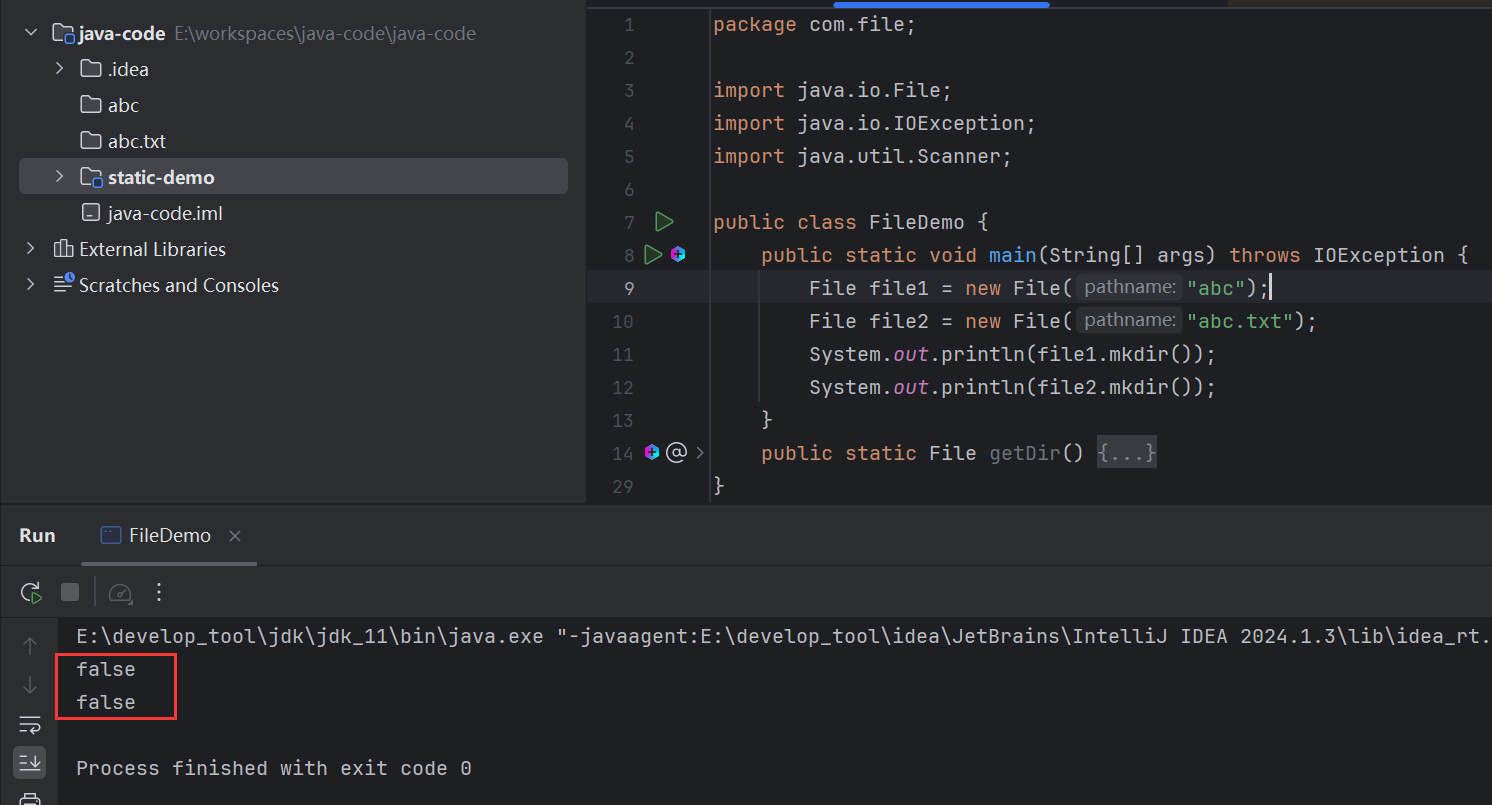 java-code E:\workspaces\java-code\java-code
.idea
abc
abc.txt
static-demo
java-code.iml
External Libraries
Scratches and Consoles
1 package com.file;
2
3 import java.io.File;
4 import java.io.IOException;
5 import java.util.Scanner;
6
7 public class FileDemo {
8 public static void main(String[] args) throws IOException {
9 File file1 = new File( pathname: "abc");
10 File file2 = new File( pathname: "abc.txt");
11 System.out.println(file1.mkdir());
12 System.out.println(file2.mkdir());
13 }
14 @ public static File getDir() {...}
29 }
Run FileDemo
E:\develop_tool\jdk\jdk_11\bin\java.exe "-javaagent:E:\develop_tool\idea\JetBrains\IntelliJ IDEA 2024.1.3\lib\idea_rt.
false
false
Process finished with exit code 0